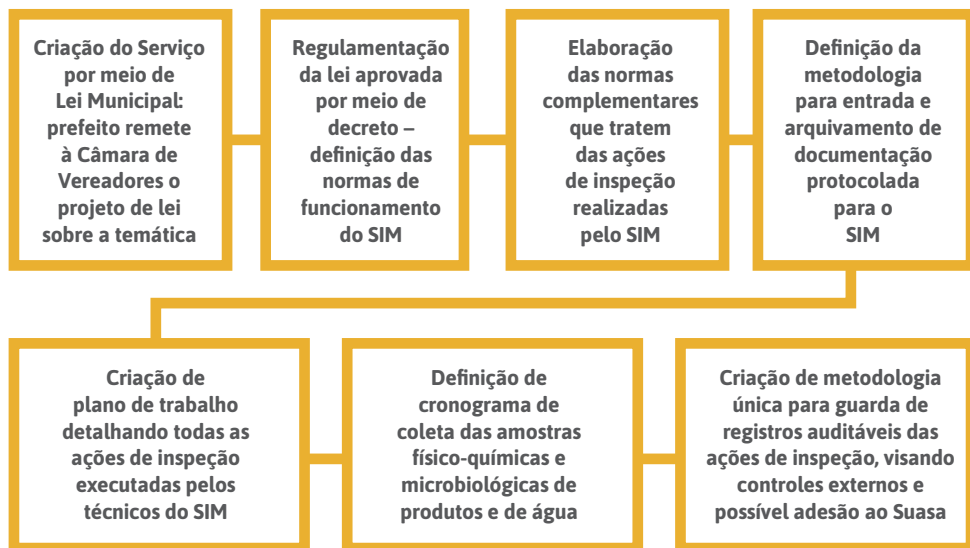 Criação do Serviço
por meio de
Lei Municipal:
prefeito remete
à Câmara de
Vereadores o
projeto de lei
sobre a temática
Regulamentação
da lei aprovada
por meio de
decreto –
definição das
normas de
funcionamento
do SIM
Elaboração
das normas
complementares
que tratem
das ações
de inspeção
realizadas
pelo SIM
Definição da
metodologia
para entrada e
arquivamento de
documentação
protocolada
para o
SIM
Criação de
plano de trabalho
detalhando todas as
ações de inspeção
executadas pelos
técnicos do SIM
Definição de
cronograma de
coleta das amostras
físico-químicas e
microbiológicas de
produtos e de água
Criação de metodologia
única para guarda de
registros auditáveis das
ações de inspeção, visando
controles externos e
possível adesão ao Suasa